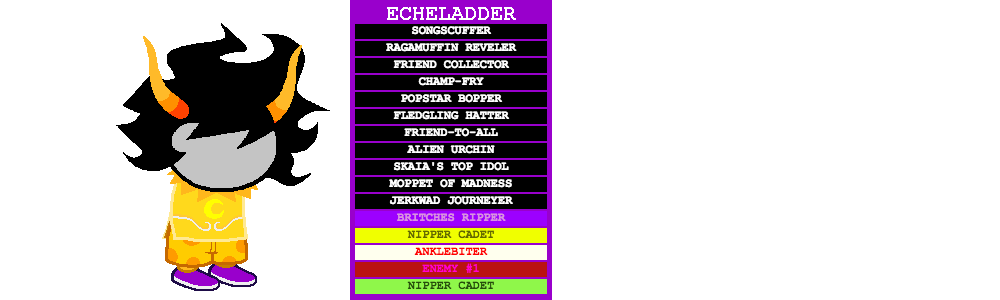 ECHELADDER
SONGSCUFFER
RAGAMUFFIN REVELER
FRIEND COLLECTOR
CHAMP-FRY
POPSTAR BOPPER
FLEDGLING HATTER
FRIEND-TO-ALL
ALIEN URCHIN
SKAIA'S TOP IDOL
MOPPET OF MADNESS
JERKWAD JOURNEYER
BRITCHES RIPPER
NIPPER CADET
ANKLEBITER
ENEMY #1
NIPPER CADET